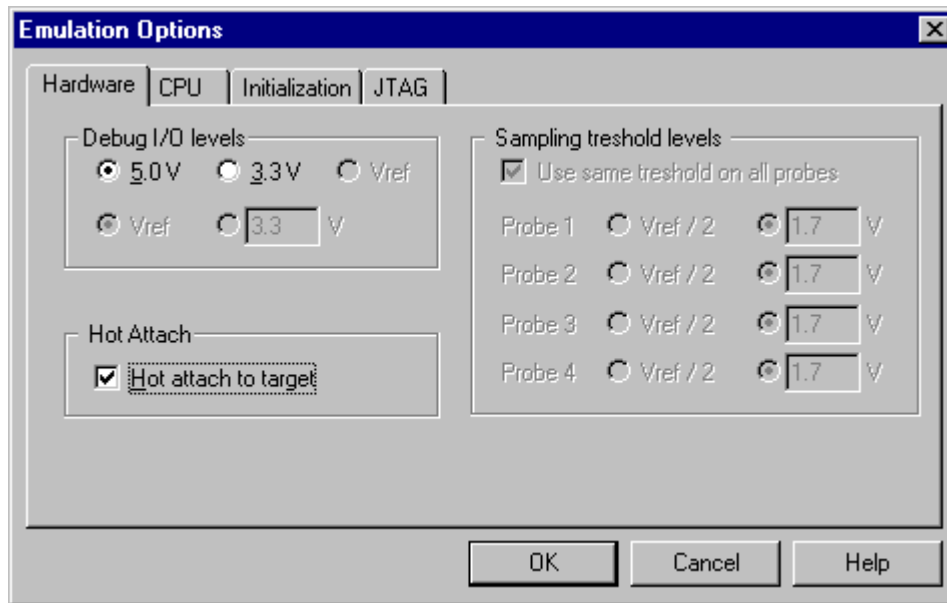 Emulation Options
Hardware CPU Initialization JTAG
Debug I/O levels
5.0 V 3.3 V Vref
Vref 3.3 V
Hot Attach
Hot attach to target
Sampling treshold levels
Use same treshold on all probes
Probe 1 Vref / 2 1.7 V
Probe 2 Vref / 2 1.7 V
Probe 3 Vref / 2 1.7 V
Probe 4 Vref / 2 1.7 V
OK Cancel Help